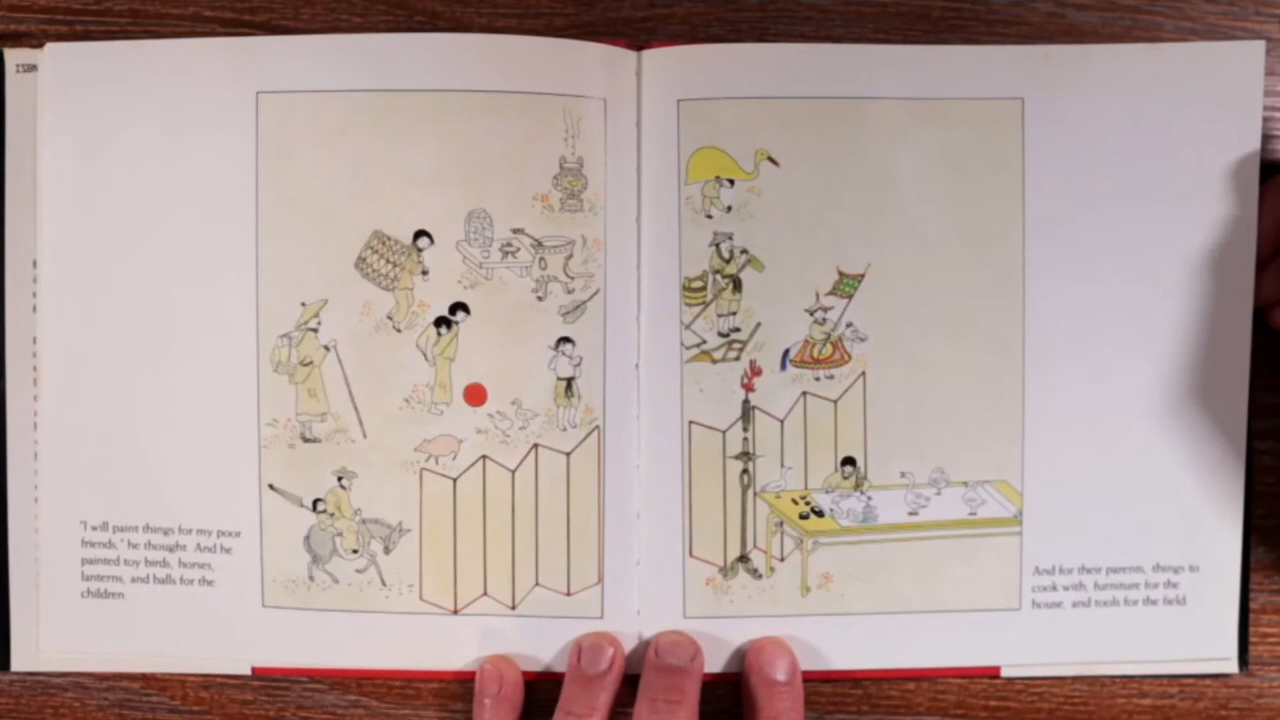 ISBN
"I will paint things for my poor
friends," he thought. And he
painted toy birds, horses,
lanterns, and balls for the
children.
And for their parents, things to
cook with, furniture for the
house, and tools for the field.